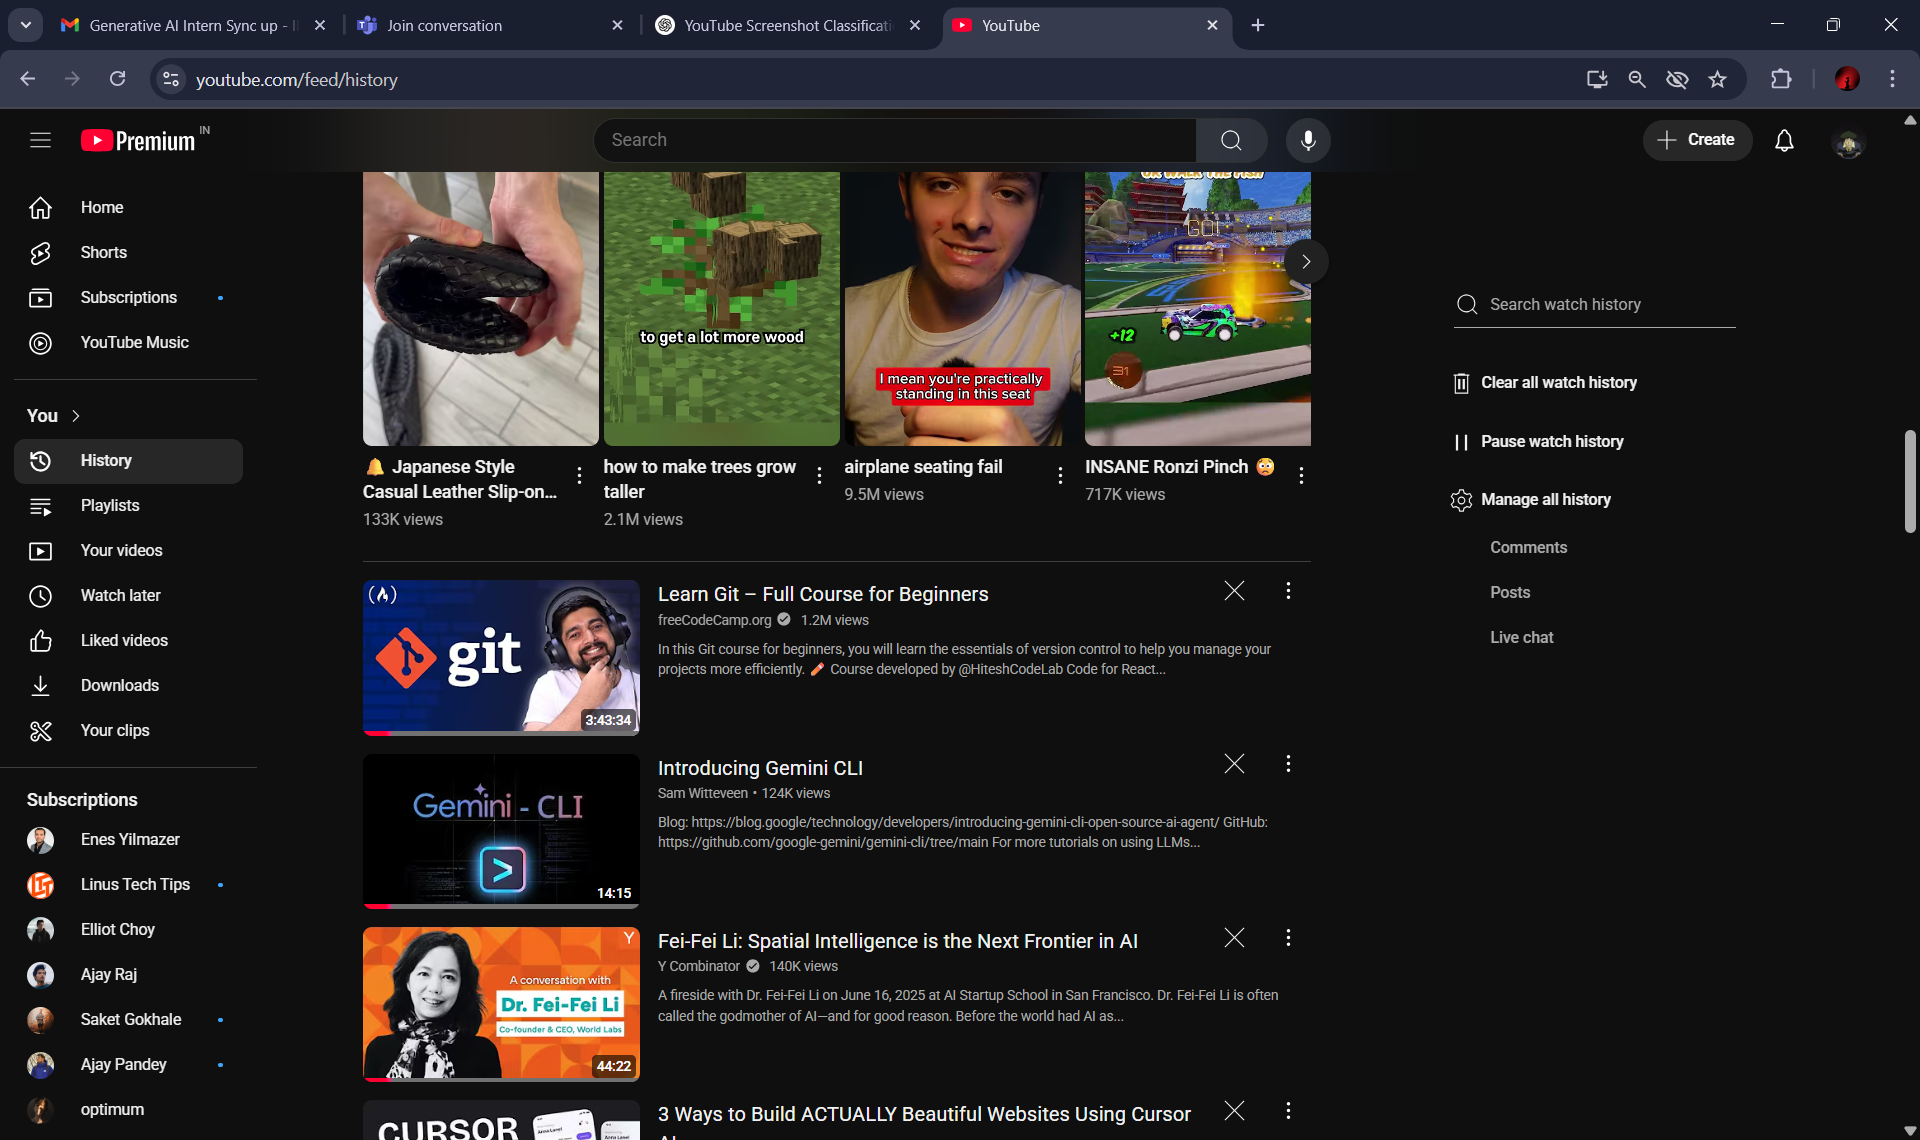 Generative AI Intern Sync up - I
Join conversation
YouTube Screenshot Classificati
YouTube
youtube.com/feed/history
Premium IN
Search
Create
Home
Shorts
Subscriptions
YouTube Music
You
History
Playlists
Your videos
Watch later
Liked videos
Downloads
Your clips
Subscriptions
Enes Yilmazer
Linus Tech Tips
Elliot Choy
Ajay Raj
Saket Gokhale
Ajay Pandey
optimum
to get a lot more wood
I mean you're practically
standing in this seat
OR WALK THE FISH
GO!
+12
31
🔔 Japanese Style
Casual Leather Slip-on...
133K views
how to make trees grow
taller
2.1M views
airplane seating fail
9.5M views
INSANE Ronzi Pinch 😨
717K views
git
3:43:34
Learn Git – Full Course for Beginners
freeCodeCamp.org 1.2M views
In this Git course for beginners, you will learn the essentials of version control to help you manage your
projects more efficiently. 🖍️ Course developed by @HiteshCodeLab Code for React...
Gemini - CLI
14:15
Introducing Gemini CLI
Sam Witteveen • 124K views
Blog: https://blog.google/technology/developers/introducing-gemini-cli-open-source-ai-agent/ GitHub:
https://github.com/google-gemini/gemini-cli/tree/main For more tutorials on using LLMs...
Y
A conversation with
Dr. Fei-Fei Li
Co-founder & CEO, World Labs
44:22
Fei-Fei Li: Spatial Intelligence is the Next Frontier in AI
Y Combinator 140K views
A fireside with Dr. Fei-Fei Li on June 16, 2025 at AI Startup School in San Francisco. Dr. Fei-Fei Li is often
called the godmother of AI—and for good reason. Before the world had AI as...
CURSOR
3 Ways to Build ACTUALLY Beautiful Websites Using Cursor
Search watch history
Clear all watch history
Pause watch history
Manage all history
Comments
Posts
Live chat